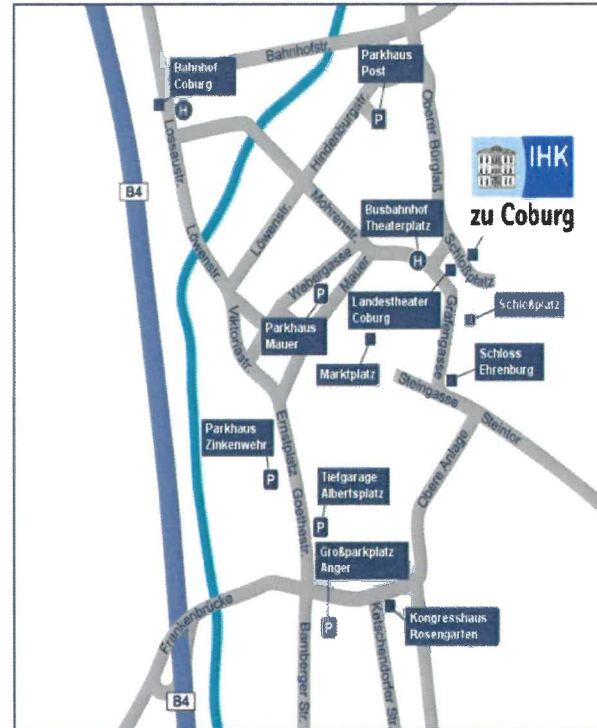 Bahnhofstr.
Parkhaus
Post
Bahnhof
Coburg
H
P
Lossaustr.
Hindenburgstr.
Oberer Bürglaß
IHK
zu Coburg
B4
Mohrenstr.
Busbahnhof
Theaterplatz
Löwenstr.
Löwenstr.
H
Schloßplatz
Webergasse
Mauer
P
Landestheater
Coburg
Grafengasse
Schloßplatz
Viktoriastr.
Parkhaus
Mauer
Marktplatz
Schloss
Ehrenburg
Steingasse
Steintor
Parkhaus
Zinkenwehr
P
Ernstplatz
Goethestr.
Tiefgarage
Albertsplatz
P
Obere Anlage
Großparkplatz
Anger
P
Frankenbrücke
Bamberger Str.
Ketschendorfer Str.
Kongresshaus
Rosengarten
B4